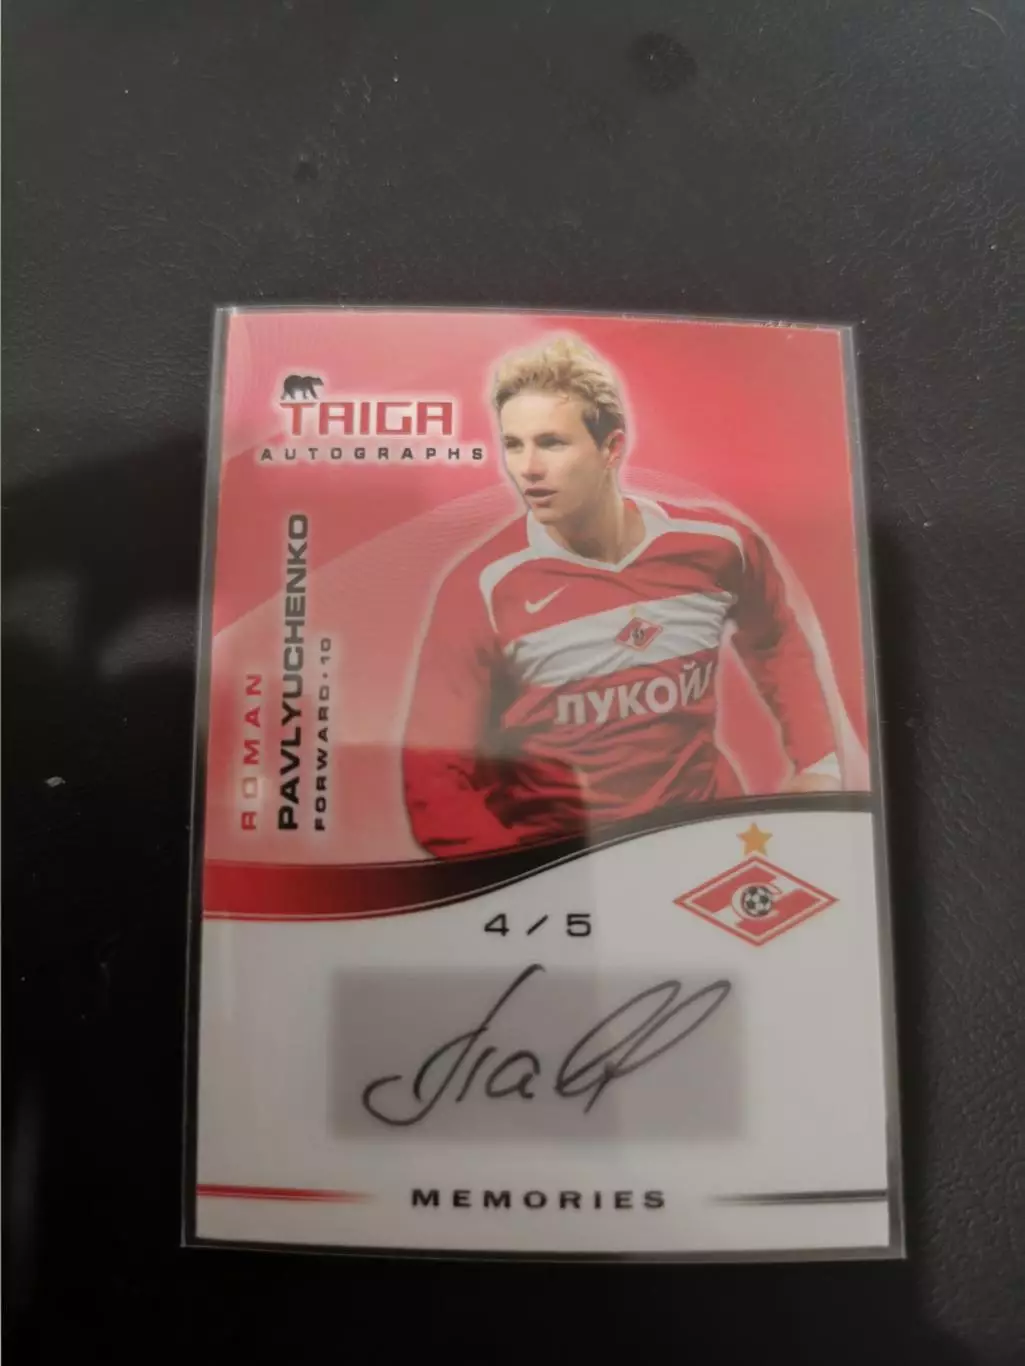 TAIGA
AUTOGRAPHS
ROMAN
PAVLYUCHENKO
FORWARD·10
ЛУКОЙЛ
4/5
MEMORIES